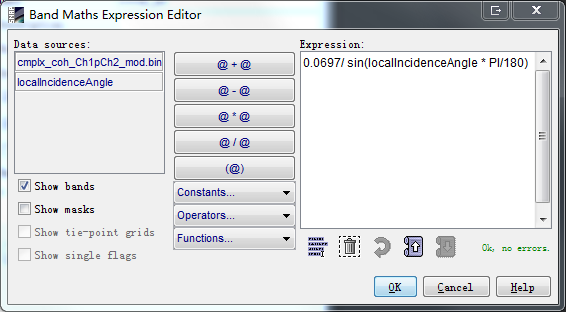 Band Maths Expression Editor
Data sources:
Expression:
cmplx_coh_Ch1pCh2_mod.bin
localIncidenceAngle
@ + @
@ - @
@ * @
@ / @
(@)
Constants...
Operators...
Functions...
0.0697/ sin(localIncidenceAngle * PI/180)
Show bands
Show masks
Show tie-point grids
Show single flags
Ok, no errors.
OK
Cancel
Help